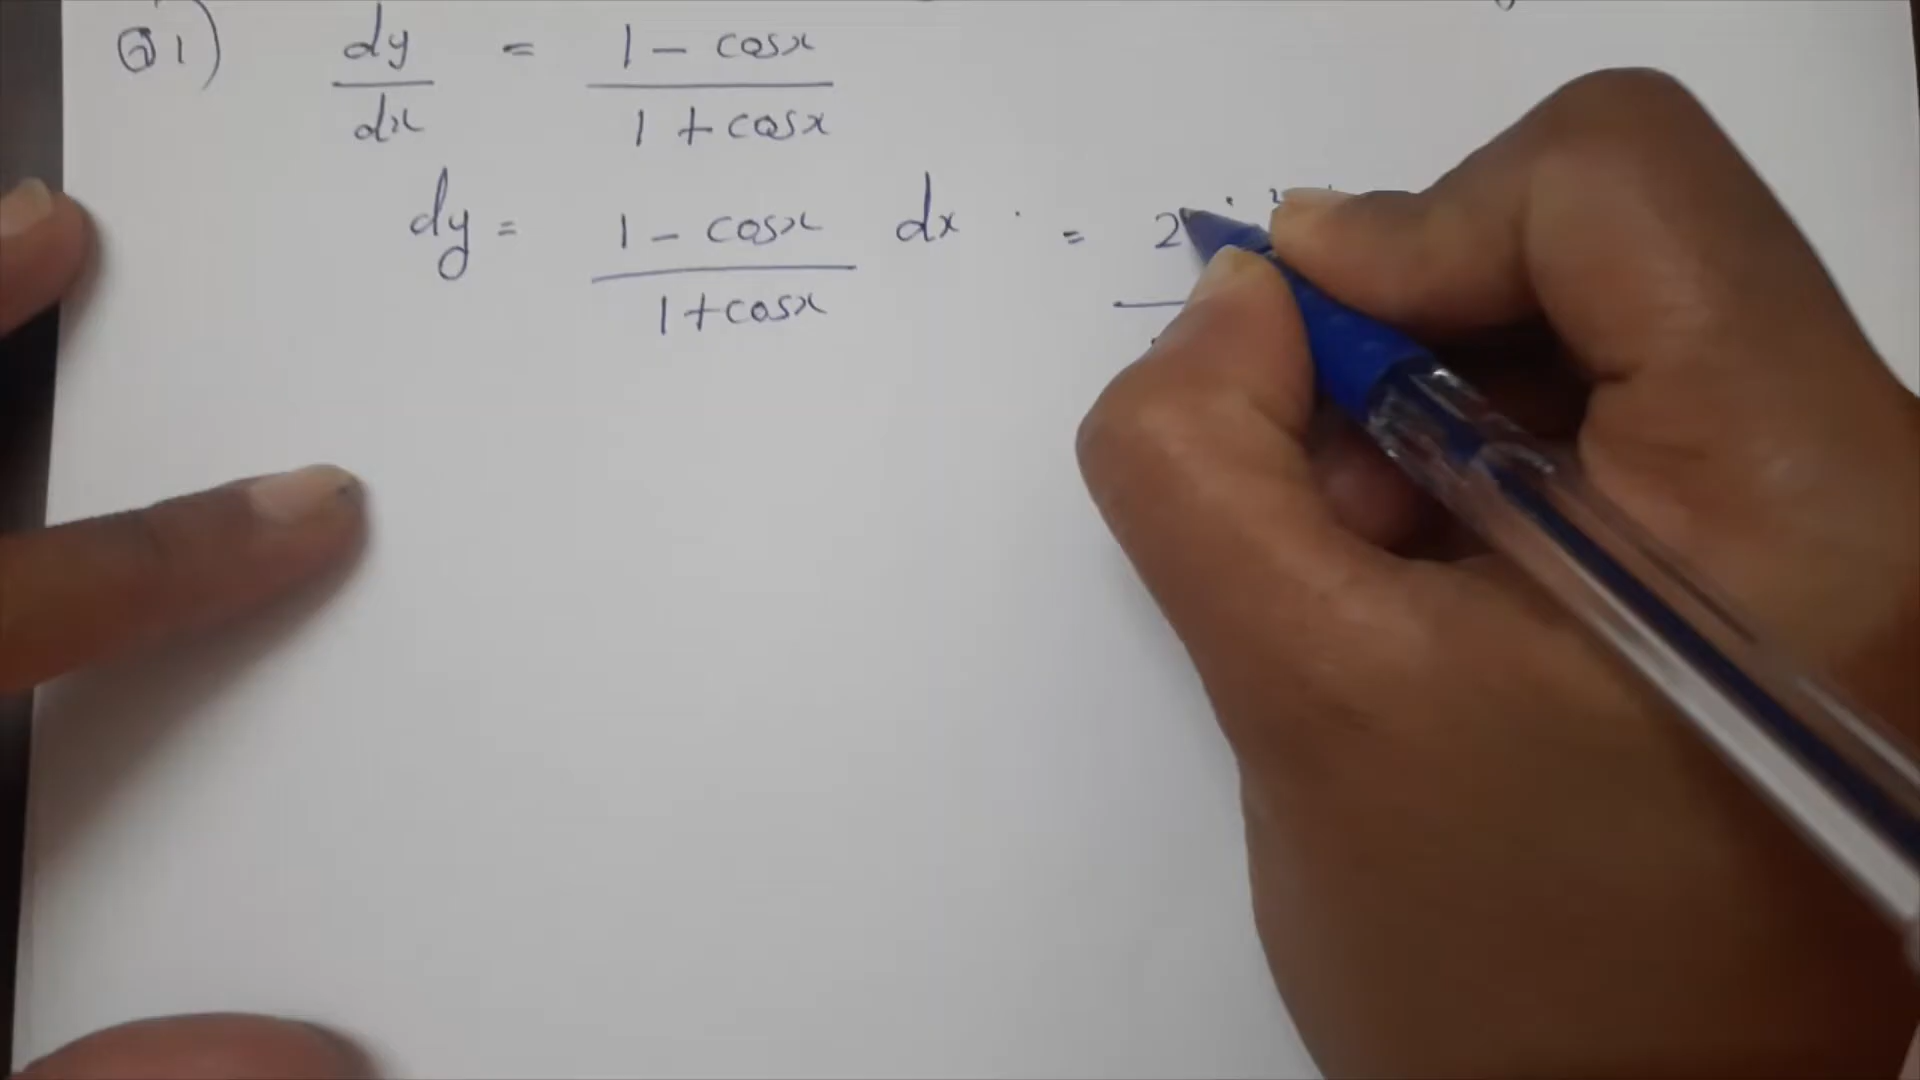 Q1) dy/dx = 1 - cosx / 1 + cosx
dy = 1 - cosx / 1 + cosx dx = 2